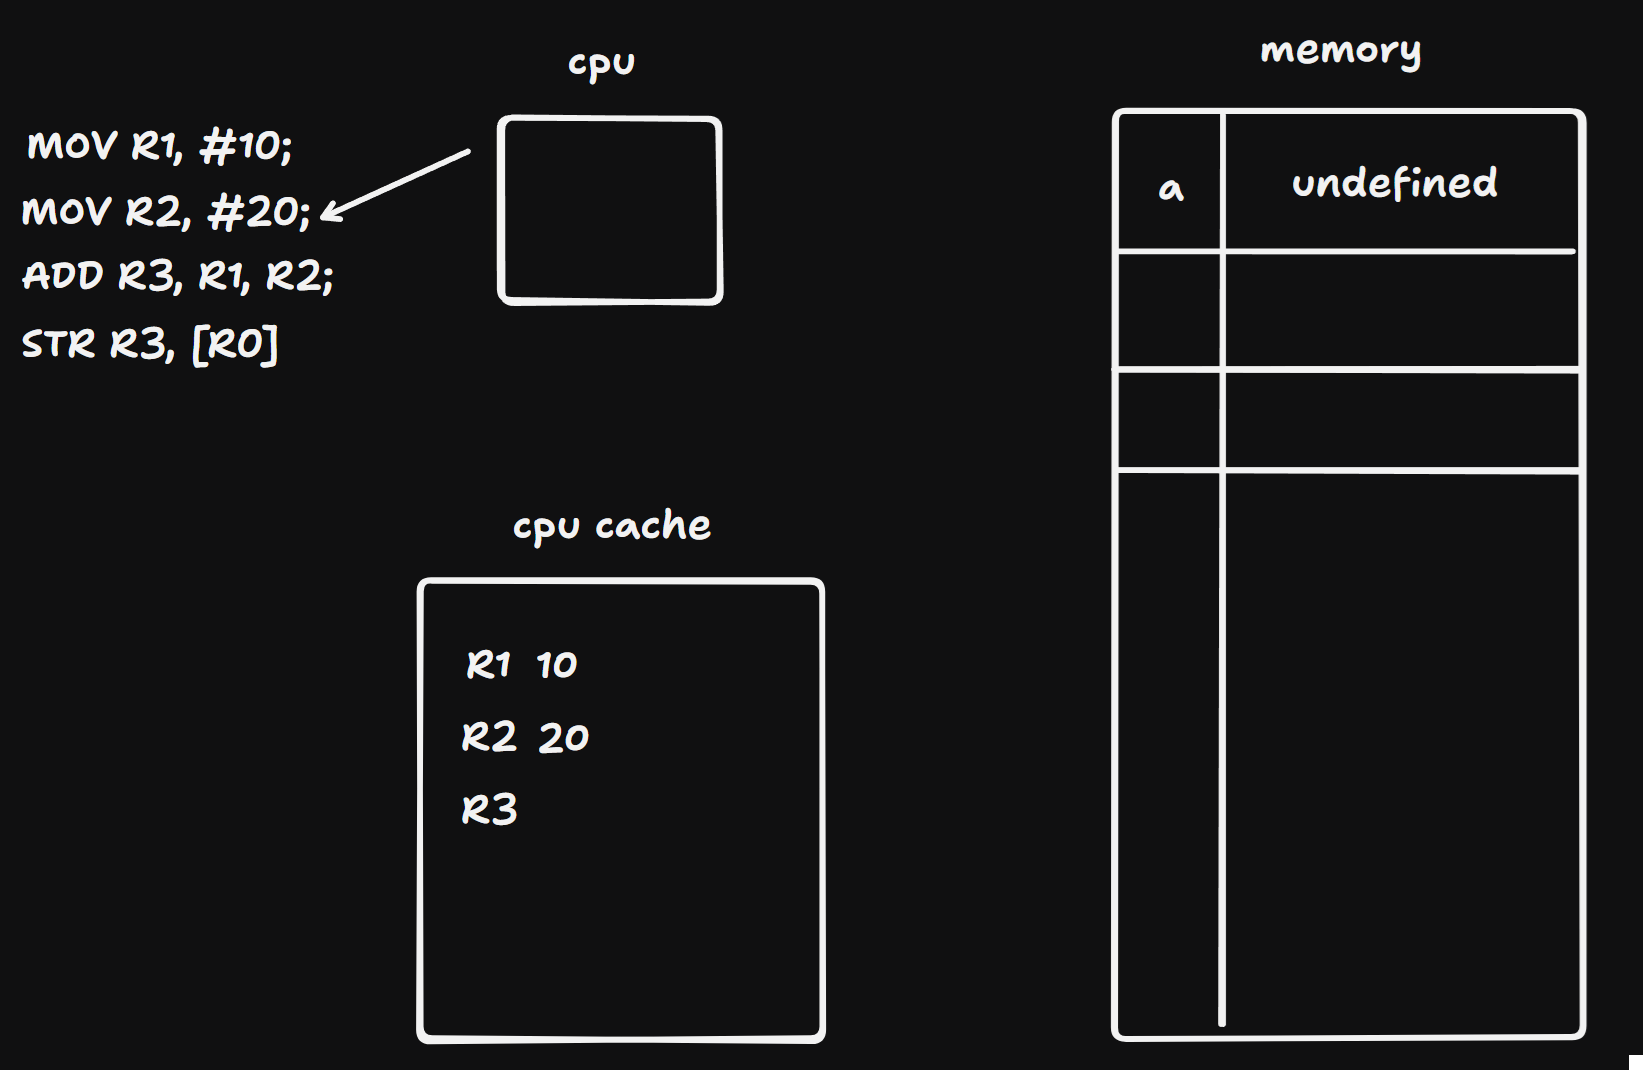 cpu
memory
MOV R1, #10;
MOV R2, #20;
ADD R3, R1, R2;
STR R3, [R0]
a undefined
cpu cache
R1 10
R2 20
R3